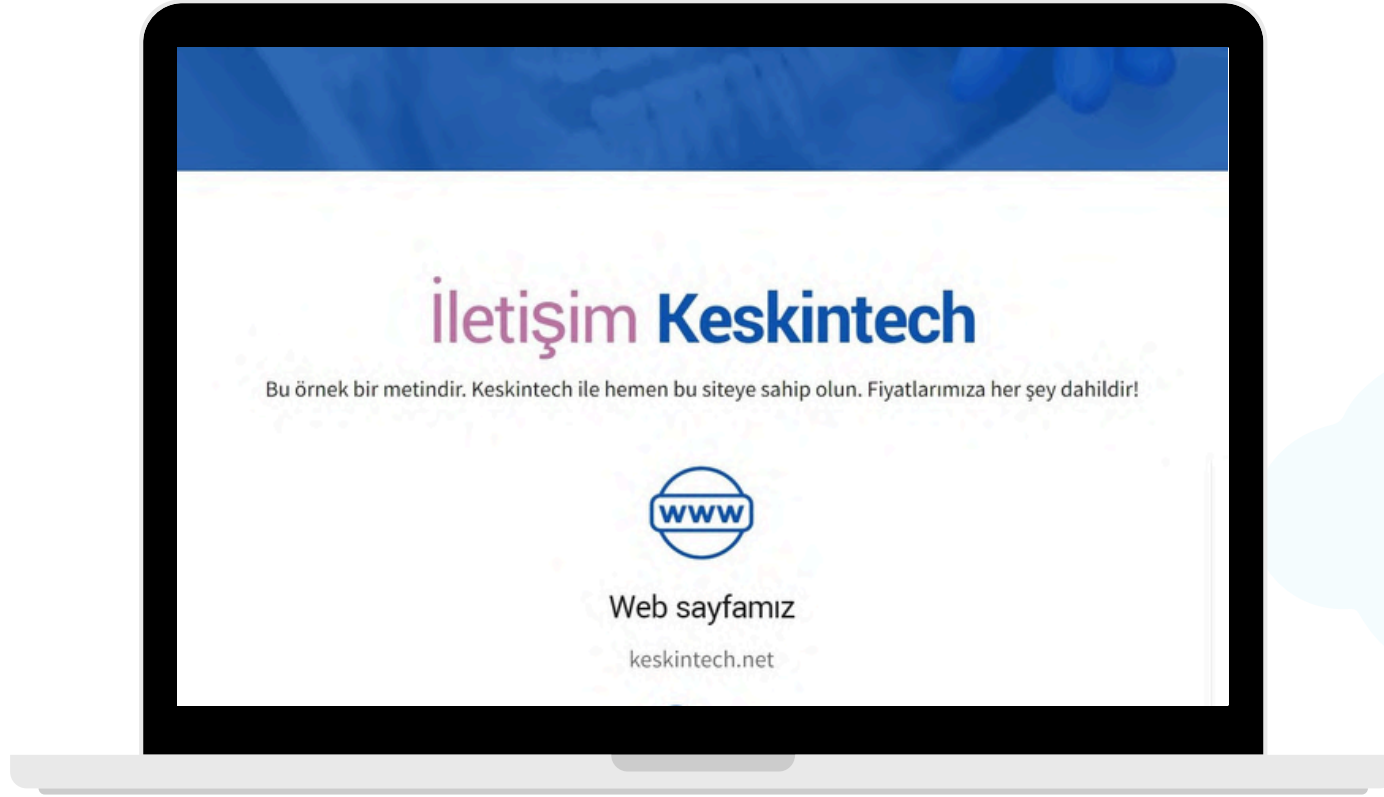 İletişim Keskintech
Bu örnek bir metindir. Keskintech ile hemen bu siteye sahip olun. Fiyatlarımıza her şey dahildir!
WWW
Web sayfamız
keskintech.net